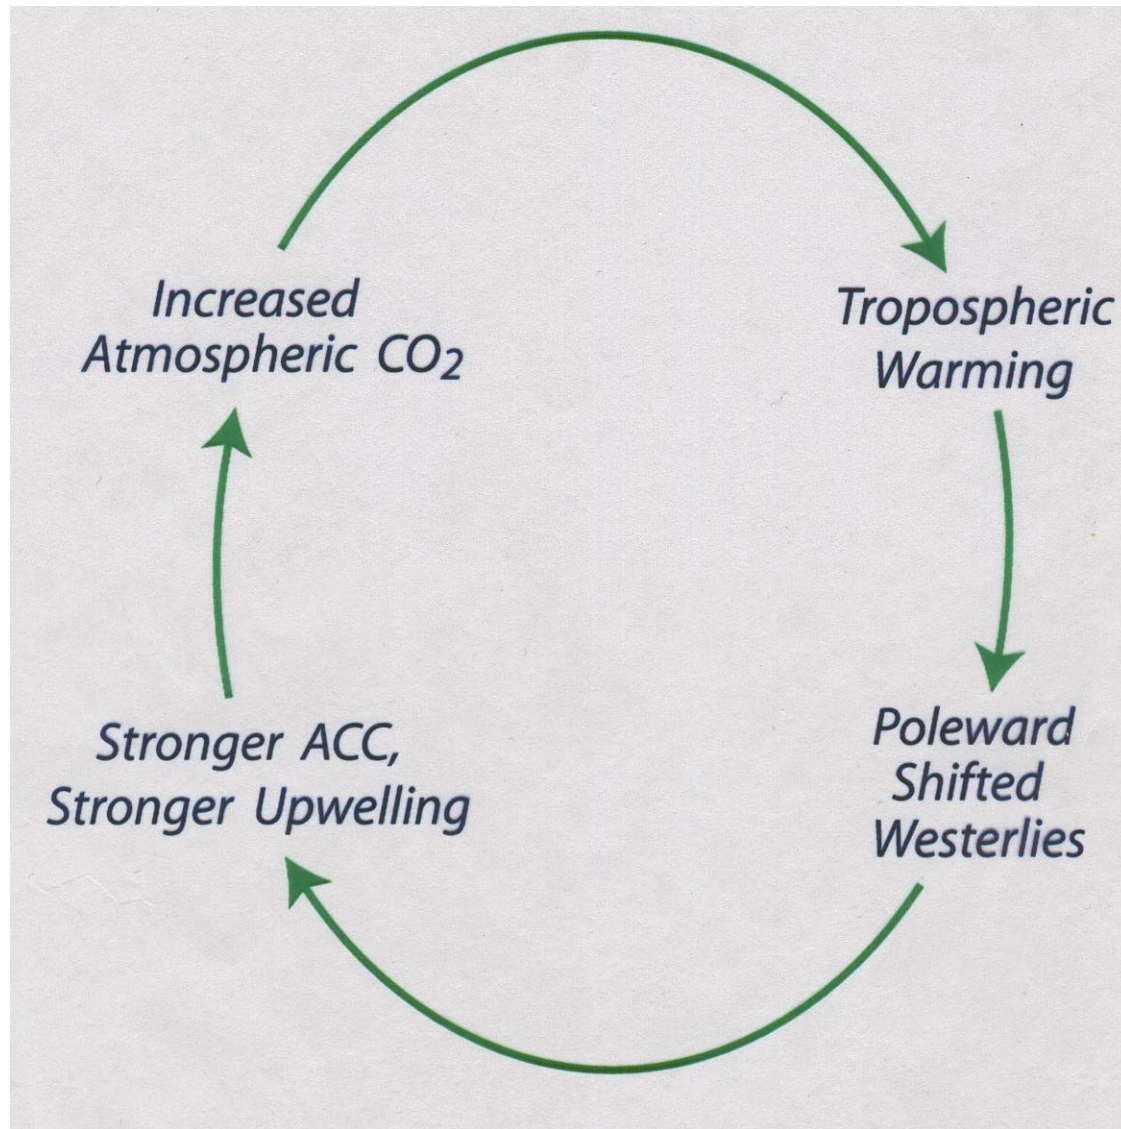 Increased
Atmospheric CO2
Tropospheric
Warming
Poleward
Shifted
Westerlies
Stronger ACC,
Stronger Upwelling